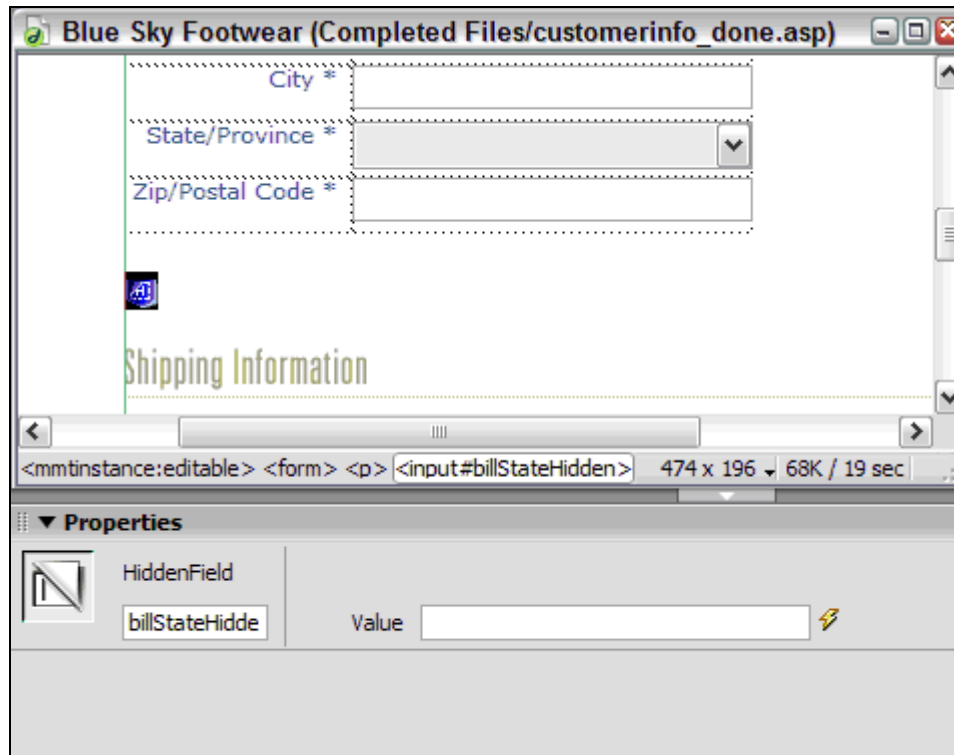 Blue Sky Footwear (Completed Files/customerinfo_done.asp)
City *
State/Province *
Zip/Postal Code *
Shipping Information
<mmtinstance:editable> <form> <p> <input#billStateHidden> 474 x 196 68K / 19 sec
Properties
HiddenField
billStateHidde Value